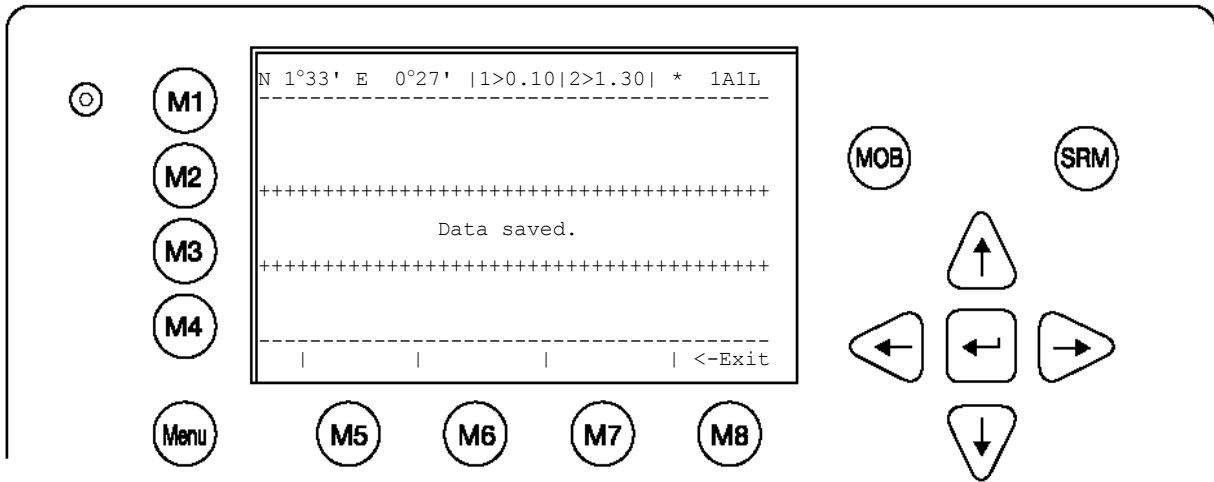 N 1°33' E  0°27' |1>0.10|2>1.30| *  1A1L
----------------------------------------
++++++++++++++++++++++++++++++++++++++++
Data saved.
++++++++++++++++++++++++++++++++++++++++
----------------------------------------
|        |         |         | <-Exit
M1
M2
M3
M4
Menu
M5 M6 M7 M8
MOB SRM